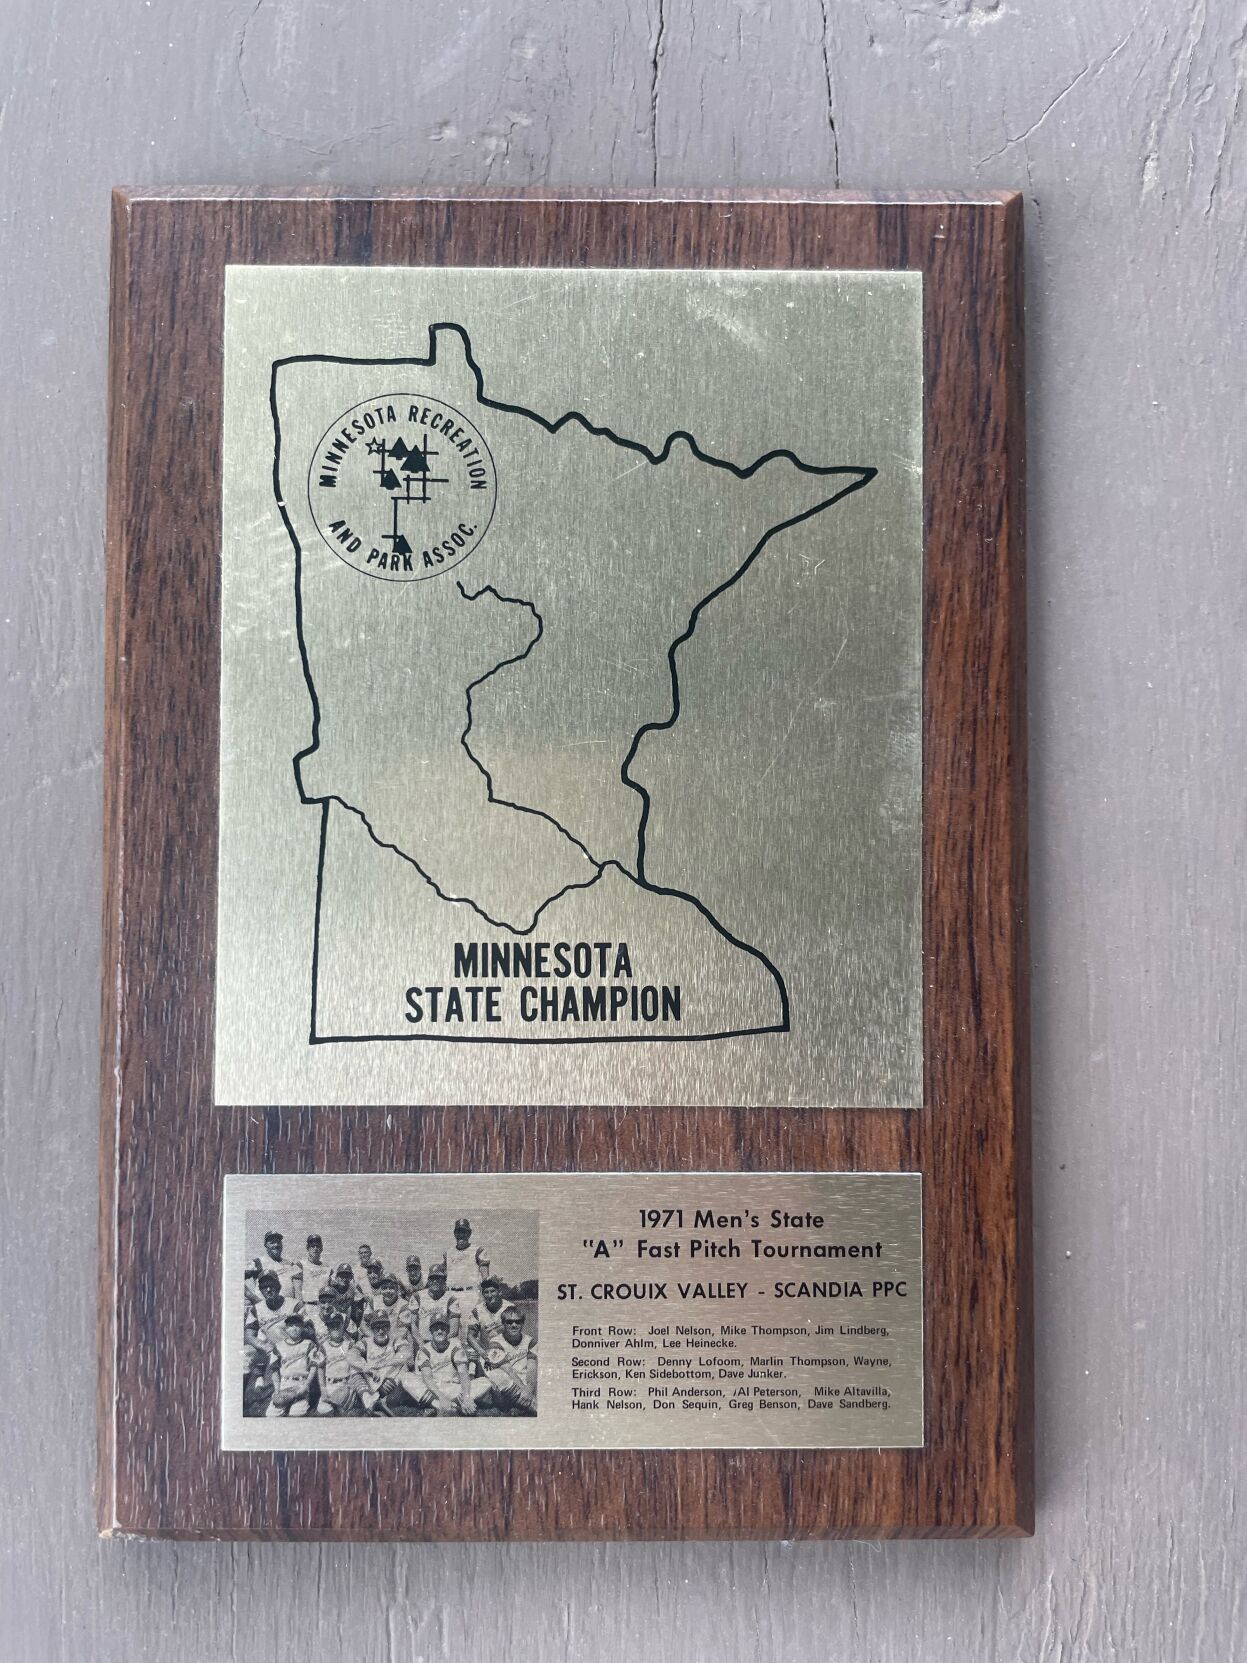 MINNESOTA RECREATION
AND PARK ASSOC.
MINNESOTA
STATE CHAMPION
1971 Men's State
"A" Fast Pitch Tournament
ST. CROUIX VALLEY - SCANDIA PPC
Front Row: Joel Nelson, Mike Thompson, Jim Lindberg,
Donniver Ahlm, Lee Heinecke.
Second Row: Denny Lofoom, Marlin Thompson, Wayne,
Erickson, Ken Sidebottom, Dave Junker.
Third Row: Phil Anderson, Al Peterson, Mike Altavilla,
Hank Nelson, Don Sequin, Greg Benson, Dave Sandberg.